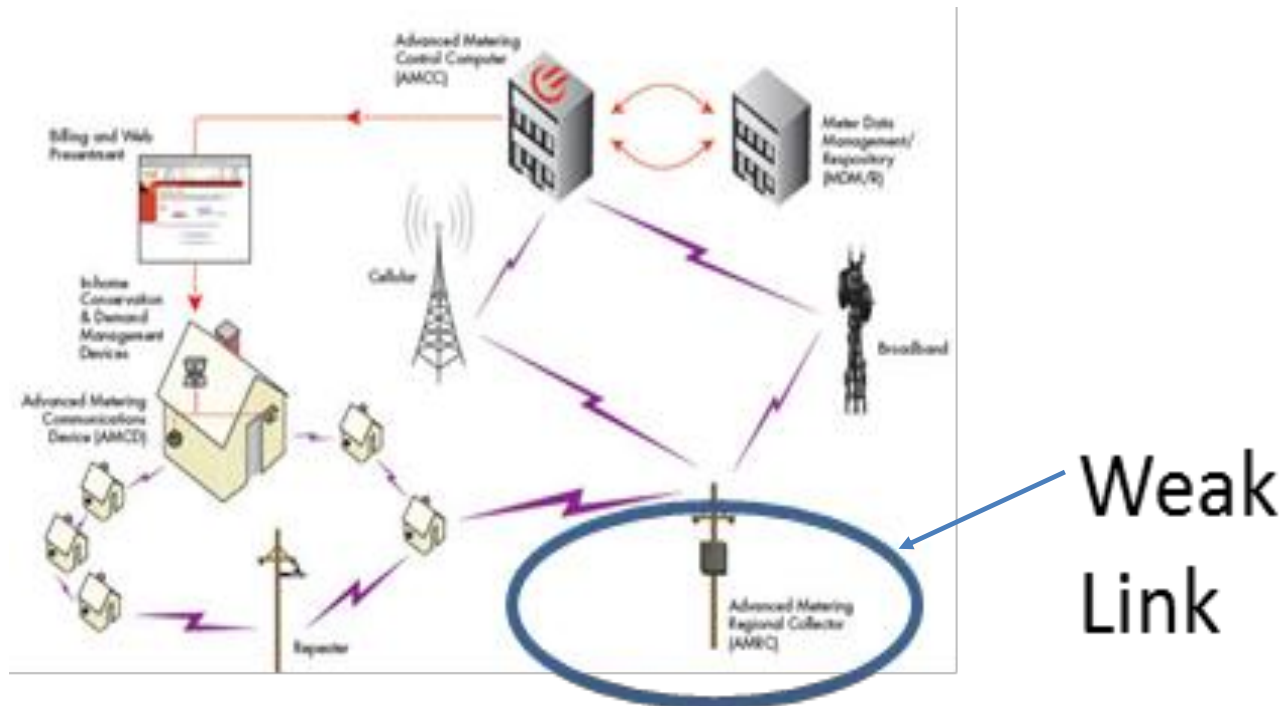 Advanced Metering
Control Computer
(AMCC)
Billing and Web
Presentment
Meter Data
Management/
Respository
(MDM/R)
Cellular
In-home
Conservation
& Demand
Management
Devices
Broadband
Advanced Metering
Communications
Device (AMCD)
Weak
Link
Advanced Metering
Regional Collector
(AMRC)
Repeater